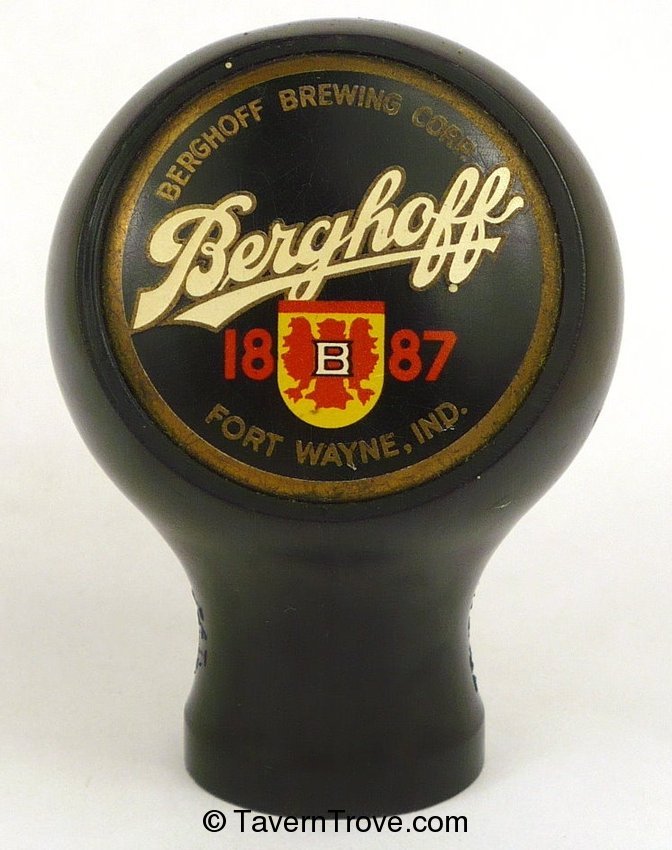 BERGHOFF BREWING CORP.
Berghoff
18 B 87
FORT WAYNE, IND.
© TavernTrove.com